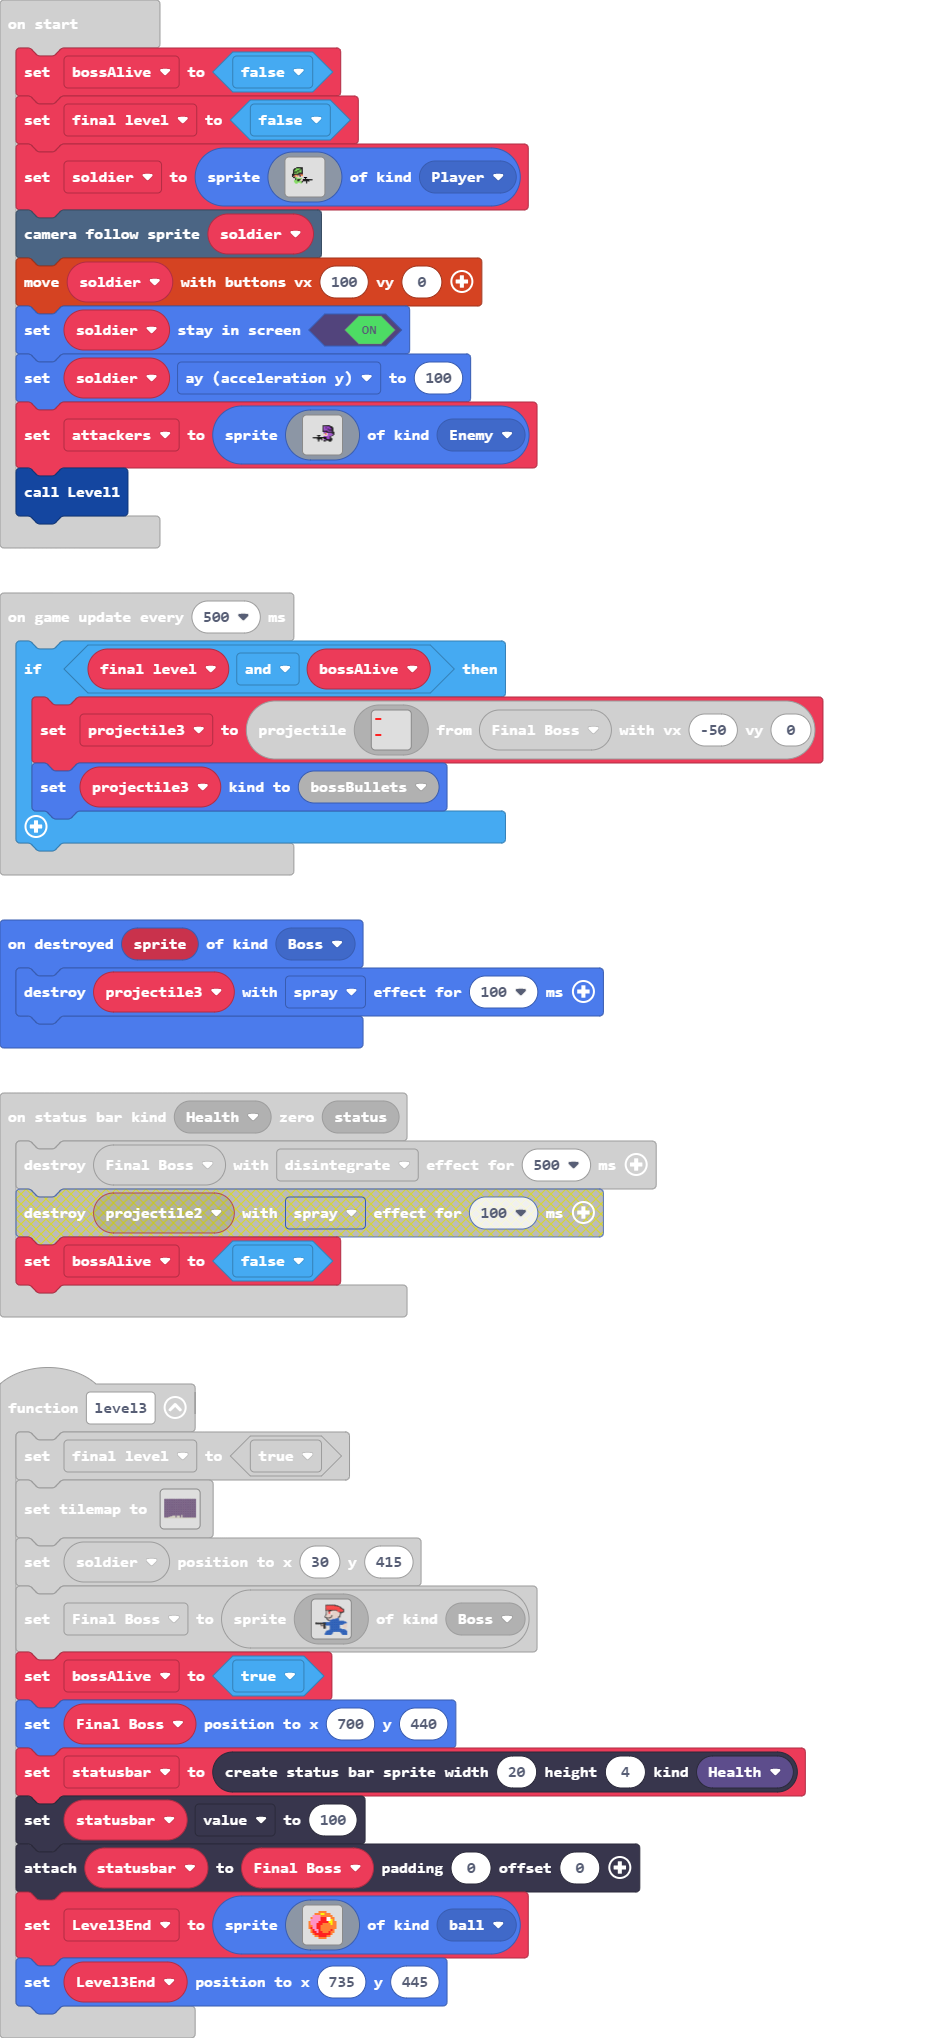 on start
set bossAlive to false
set final level to false
set soldier to sprite of kind Player
camera follow sprite soldier
move soldier with buttons vx 100 vy 0
set soldier stay in screen ON
set soldier ay (acceleration y) to 100
set attackers to sprite of kind Enemy
call Level1
on game update every 500 ms
if final level and bossAlive then
set projectile3 to projectile from Final Boss with vx -50 vy 0
set projectile3 kind to bossBullets
on destroyed sprite of kind Boss
destroy projectile3 with spray effect for 100 ms
on status bar kind Health zero status
destroy Final Boss with disintegrate effect for 500 ms
destroy projectile2 with spray effect for 100 ms
set bossAlive to false
function level3
set final level to true
set tilemap to
set soldier position to x 30 y 415
set Final Boss to sprite of kind Boss
set bossAlive to true
set Final Boss position to x 700 y 440
set statusbar to create status bar sprite width 20 height 4 kind Health
set statusbar value to 100
attach statusbar to Final Boss padding 0 offset 0
set Level3End to sprite of kind ball
set Level3End position to x 735 y 445